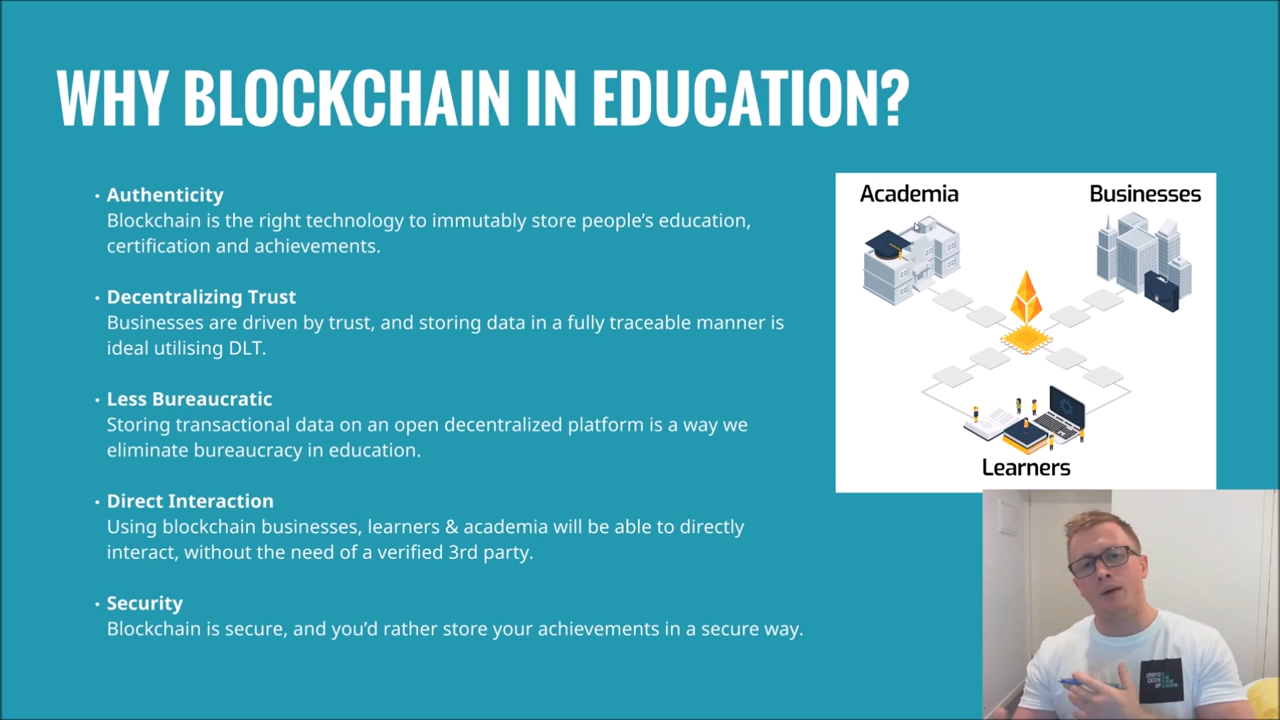 WHY BLOCKCHAIN IN EDUCATION?
• Authenticity
Blockchain is the right technology to immutably store people’s education,
certification and achievements.
• Decentralizing Trust
Businesses are driven by trust, and storing data in a fully traceable manner is
ideal utilising DLT.
• Less Bureaucratic
Storing transactional data on an open decentralized platform is a way we
eliminate bureaucracy in education.
• Direct Interaction
Using blockchain businesses, learners & academia will be able to directly
interact, without the need of a verified 3rd party.
• Security
Blockchain is secure, and you’d rather store your achievements in a secure way.
Academia
Businesses
Learners